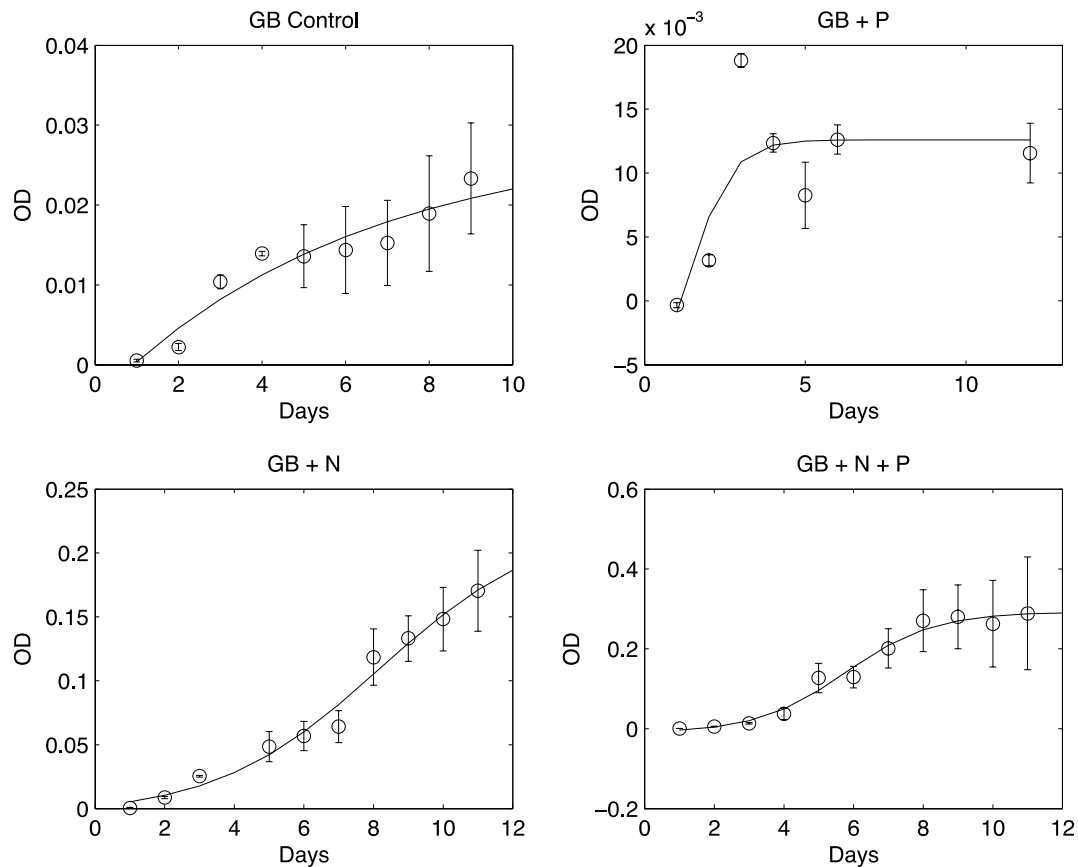 GB Control
0.04
0.03
0.02
0.01
0
OD
0 2 4 6 8 10
Days
GB + P
x 10⁻³
20
15
10
5
0
−5
OD
0 5 10
Days
GB + N
0.25
0.2
0.15
0.1
0.05
0
OD
0 2 4 6 8 10 12
Days
GB + N + P
0.6
0.4
0.2
0
−0.2
OD
0 2 4 6 8 10 12
Days